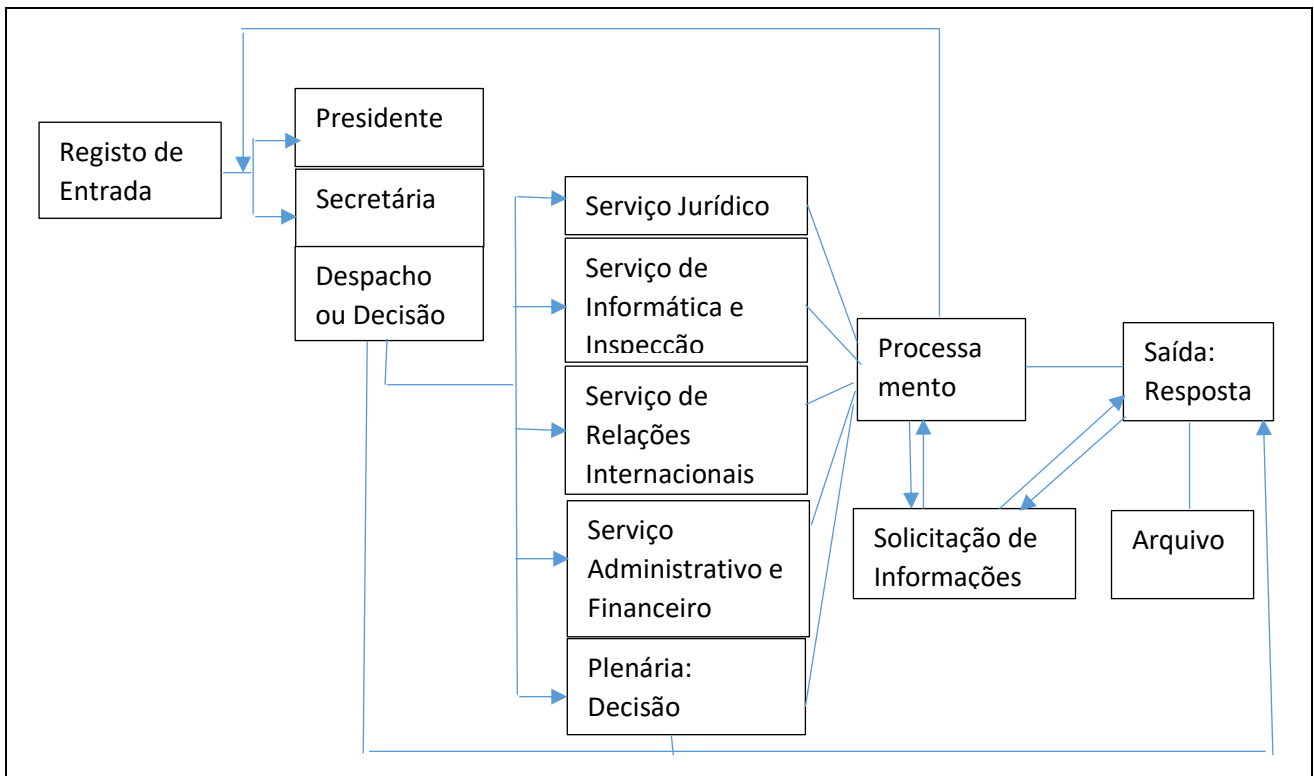 Registo de
Entrada
Presidente
Secretária
Despacho
ou Decisão
Serviço Jurídico
Serviço de
Informática e
Inspecção
Serviço de
Relações
Internacionais
Serviço
Administrativo e
Financeiro
Plenária:
Decisão
Processa
mento
Solicitação de
Informações
Saída:
Resposta
Arquivo